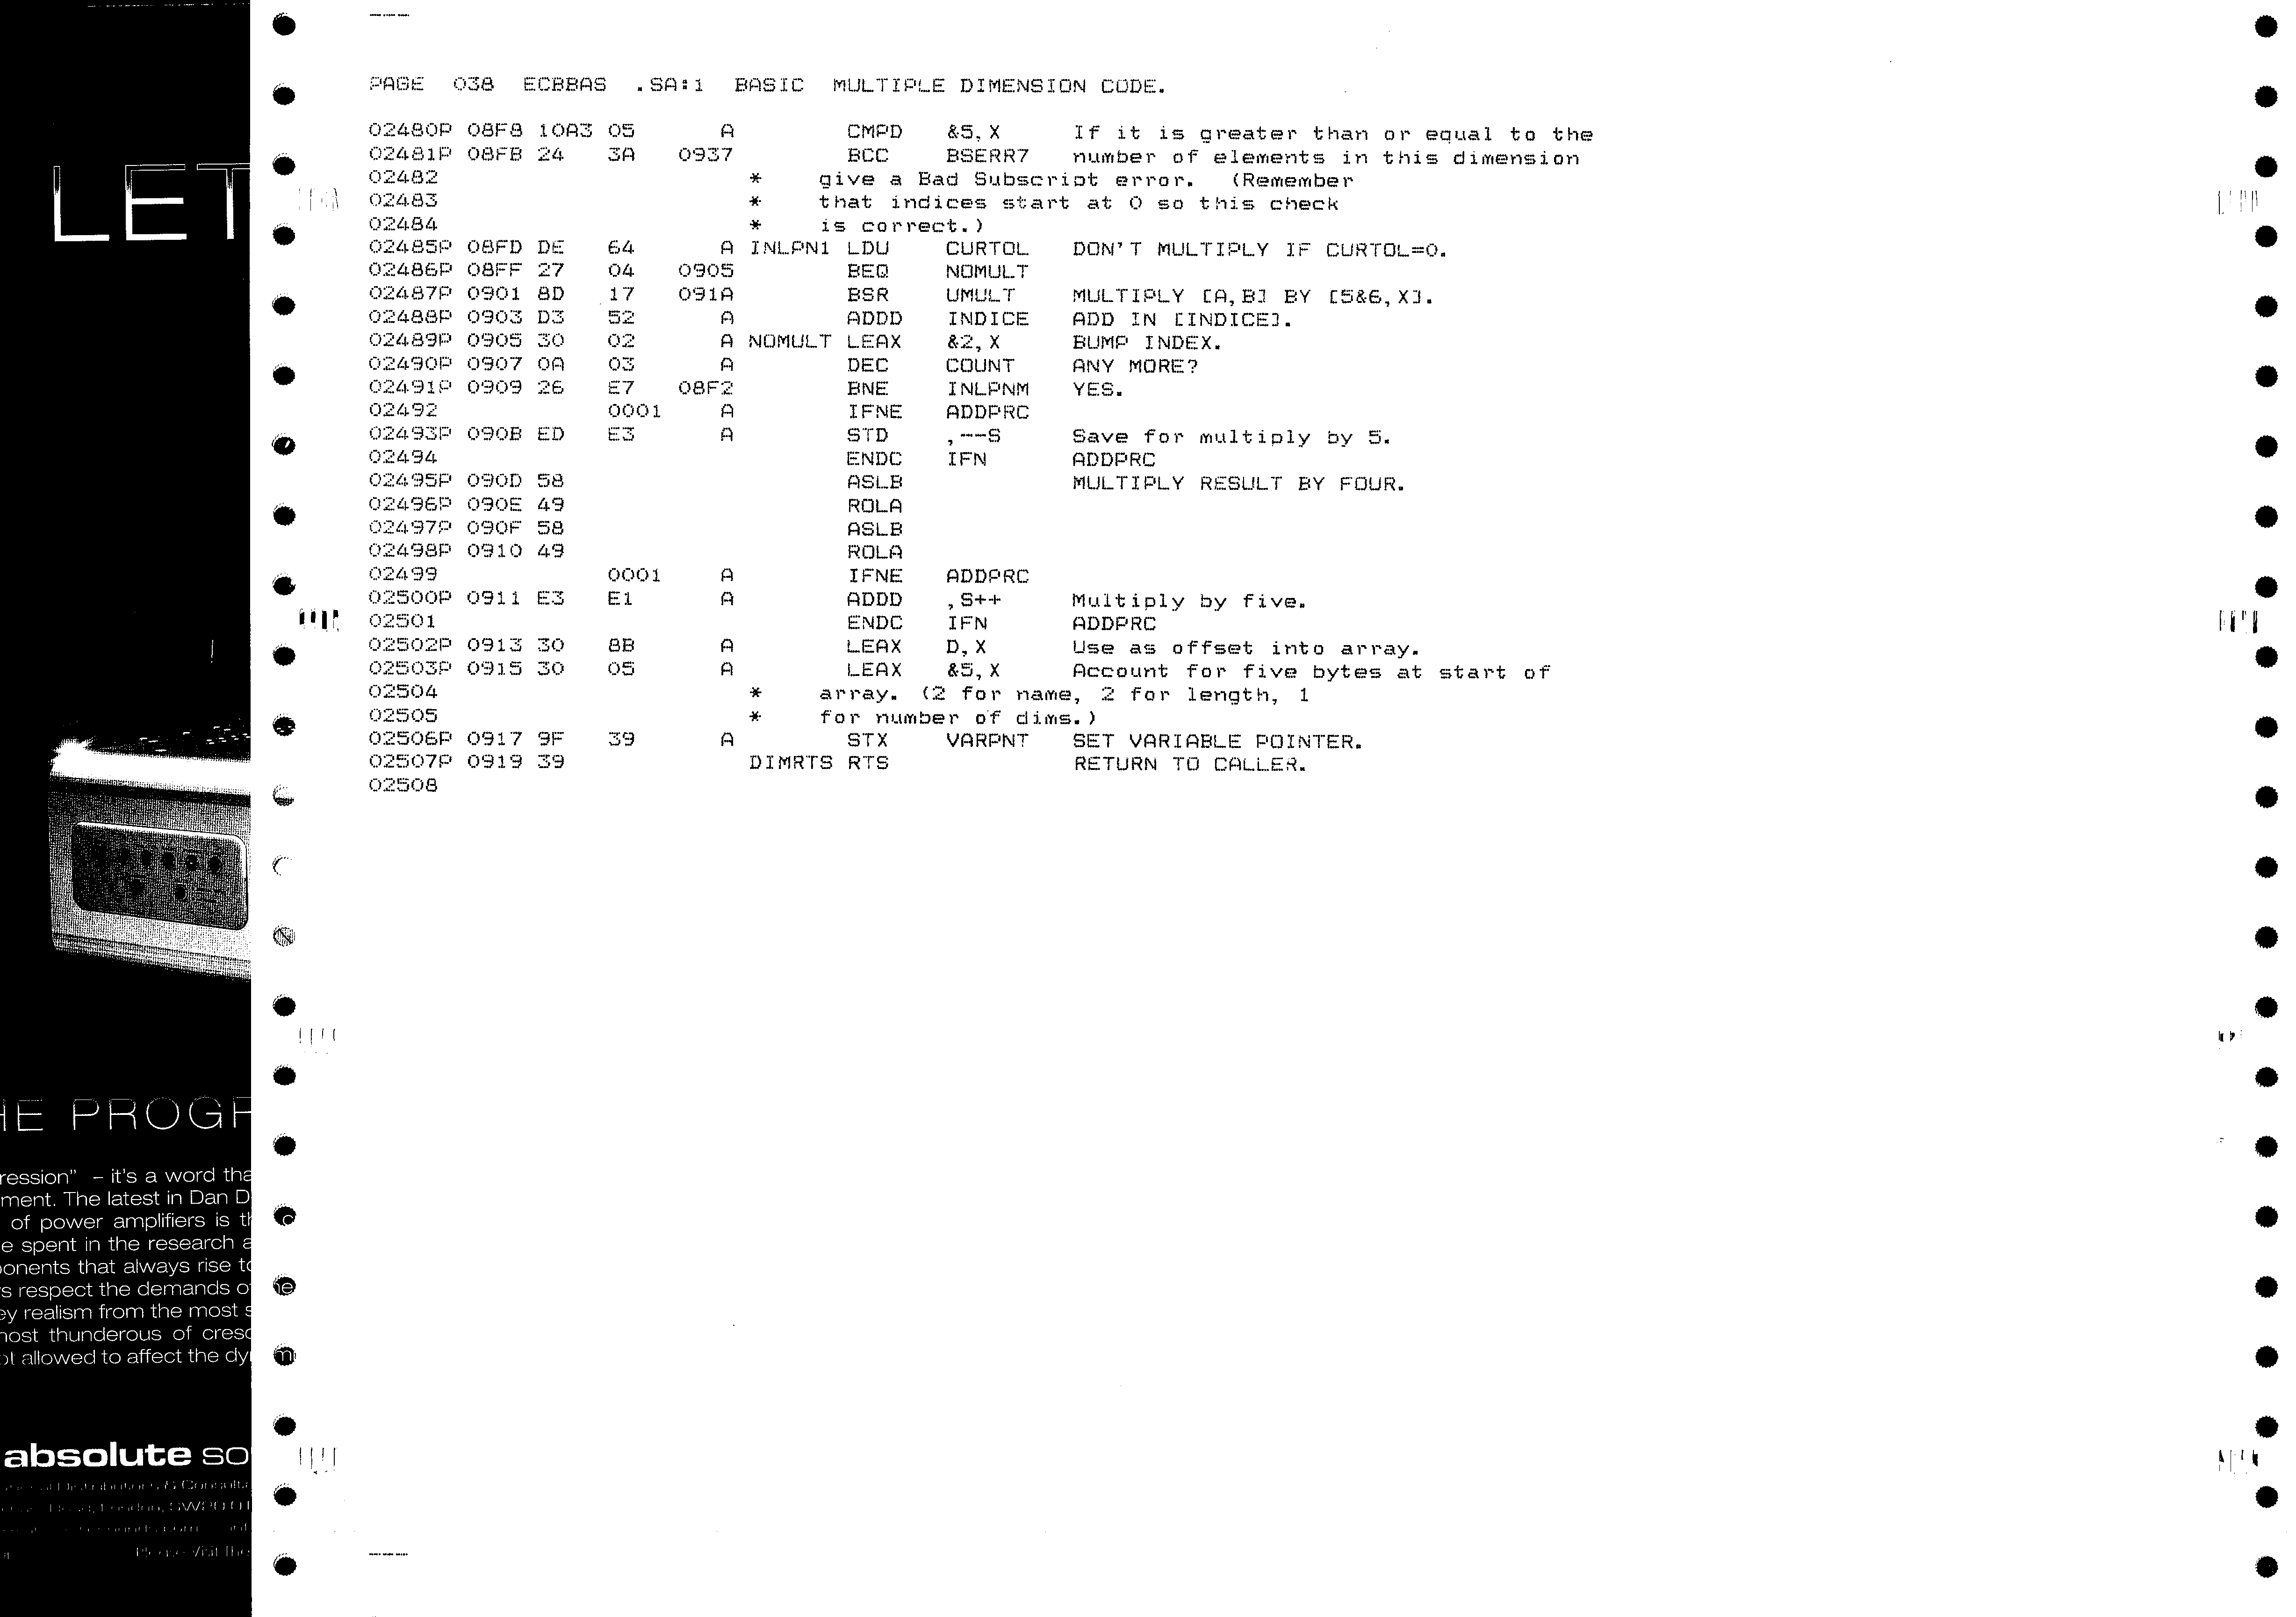 PAGE  038  ECBBAS  .SA:1  BASIC  MULTIPLE DIMENSION CODE.
02480P 08F8 10A3 05      A        CMPD   &5,X     If it is greater than or equal to the
02481P 08FB 24   3A   0937        BCC    BSERR7   number of elements in this dimension
02482                      *    give a Bad Subscript error.  (Remember
02483                      *    that indices start at 0 so this check
02484                      *    is correct.)
02485P 08FD DE   64      A INLPN1 LDU    CURTOL   DON'T MULTIPLY IF CURTOL=0.
02486P 08FF 27   04   0905        BEQ    NOMULT
02487P 0901 8D   17   091A        BSR    UMULT    MULTIPLY [A,B] BY [5&6,X].
02488P 0903 D3   52      A        ADDD   INDICE   ADD IN [INDICE].
02489P 0905 30   02      A NOMULT LEAX   &2,X     BUMP INDEX.
02490P 0907 0A   03      A        DEC    COUNT    ANY MORE?
02491P 0909 26   E7   08F2        BNE    INLPNM   YES.
02492            0001    A        IFNE   ADDPRC
02493P 090B ED   E3      A        STD    ,--S     Save for multiply by 5.
02494                             ENDC   IFN      ADDPRC
02495P 090D 58                    ASLB            MULTIPLY RESULT BY FOUR.
02496P 090E 49                    ROLA
02497P 090F 58                    ASLB
02498P 0910 49                    ROLA
02499            0001    A        IFNE   ADDPRC
02500P 0911 E3   E1      A        ADDD   ,S++     Multiply by five.
02501                             ENDC   IFN      ADDPRC
02502P 0913 30   8B      A        LEAX   D,X      Use as offset into array.
02503P 0915 30   05      A        LEAX   &5,X     Account for five bytes at start of
02504                      *    array. (2 for name, 2 for length, 1
02505                      *    for number of dims.)
02506P 0917 9F   39      A        STX    VARPNT   SET VARIABLE POINTER.
02507P 0919 39             DIMRTS RTS             RETURN TO CALLER.
02508
LET
HE PROGR
ression" – it's a word tha
ment. The latest in Dan D
of power amplifiers is th
e spent in the research a
onents that always rise to
s respect the demands o
ey realism from the most s
most thunderous of cresc
ot allowed to affect the dy
absolute so